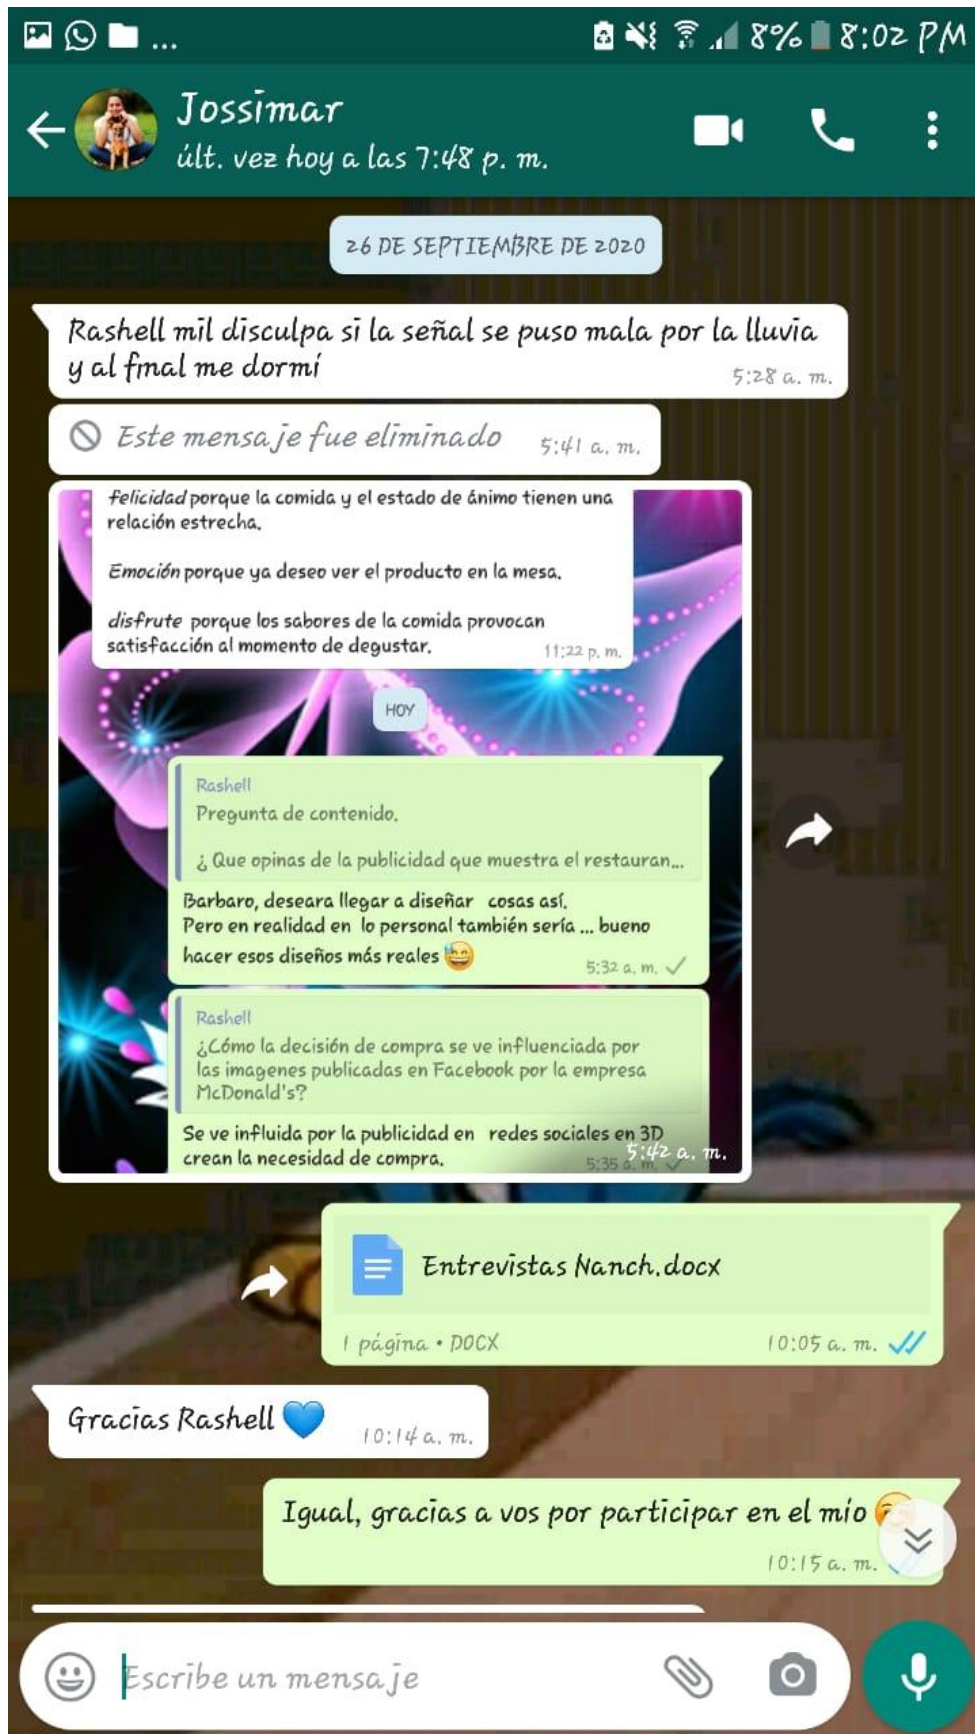 ... 8% 8:02 PM
Jossimar
últ. vez hoy a las 7:48 p. m.
26 DE SEPTIEMBRE DE 2020
Rashell mil disculpa si la señal se puso mala por la lluvia
y al final me dormí
5:28 a. m.
Este mensaje fue eliminado 5:41 a. m.
felicidad porque la comida y el estado de ánimo tienen una
relación estrecha.
Emoción porque ya deseo ver el producto en la mesa.
disfrute porque los sabores de la comida provocan
satisfacción al momento de degustar.
11:22 p. m.
HOY
Rashell
Pregunta de contenido.
¿ Que opinas de la publicidad que muestra el restauran...
Barbaro, deseara llegar a diseñar cosas así.
Pero en realidad en lo personal también sería ... bueno
hacer esos diseños más reales 😅
5:32 a. m.
Rashell
¿Cómo la decisión de compra se ve influenciada por
las imagenes publicadas en Facebook por la empresa
McDonald's?
Se ve influida por la publicidad en redes sociales en 3D
crean la necesidad de compra.
5:35 a. m.
5:42 a. m.
Entrevistas Nanch.docx
1 página • DOCX 10:05 a. m.
Gracias Rashell 💙 10:14 a. m.
Igual, gracias a vos por participar en el mío
10:15 a. m.
Escribe un mensaje